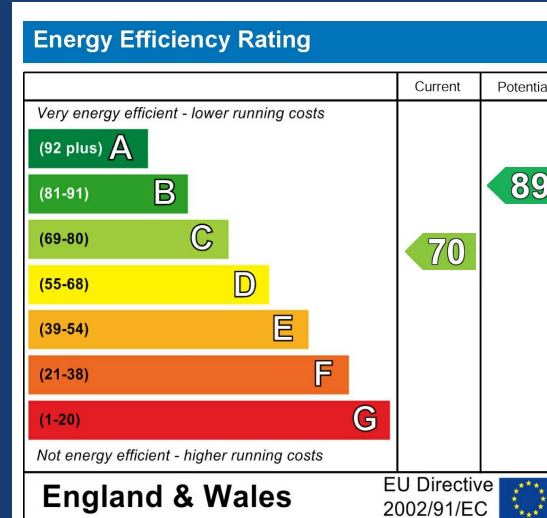 Energy Efficiency Rating
Current Potentia
Very energy efficient - lower running costs
(92 plus) A
(81-91) B
89
(69-80) C
70
(55-68) D
(39-54) E
(21-38) F
(1-20) G
Not energy efficient - higher running costs
England & Wales
EU Directive
2002/91/EC